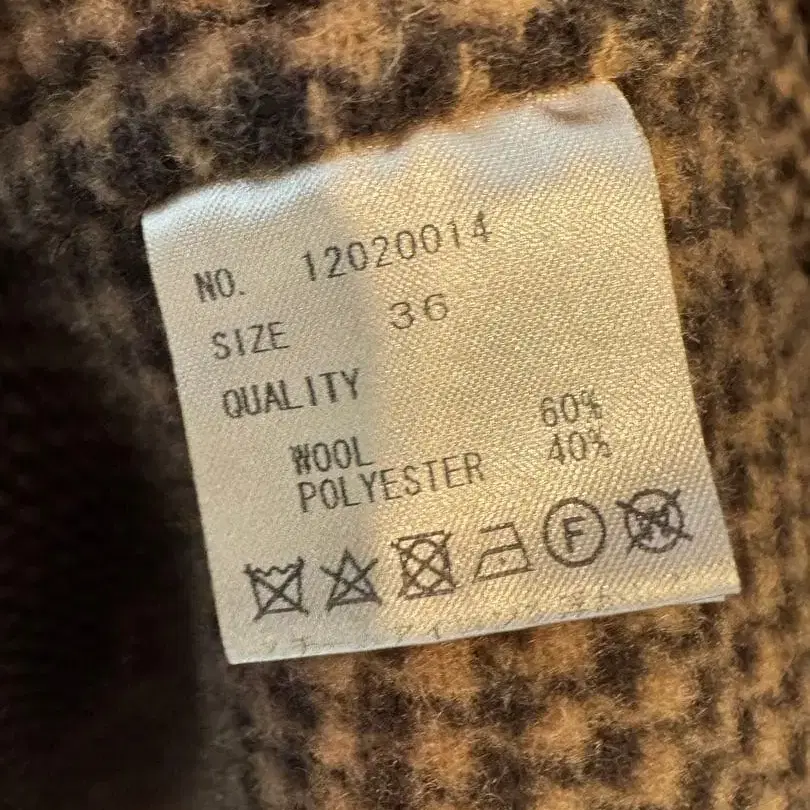 NO. 12020014
SIZE 36
QUALITY
WOOL 60%
POLYESTER 40%
F